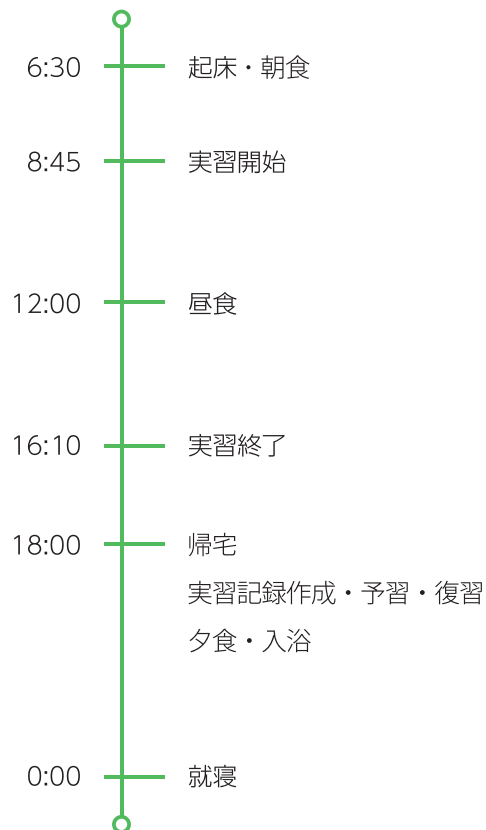 6:30 起床・朝食
8:45 実習開始
12:00 昼食
16:10 実習終了
18:00 帰宅
実習記録作成・予習・復習
夕食・入浴
0:00 就寝